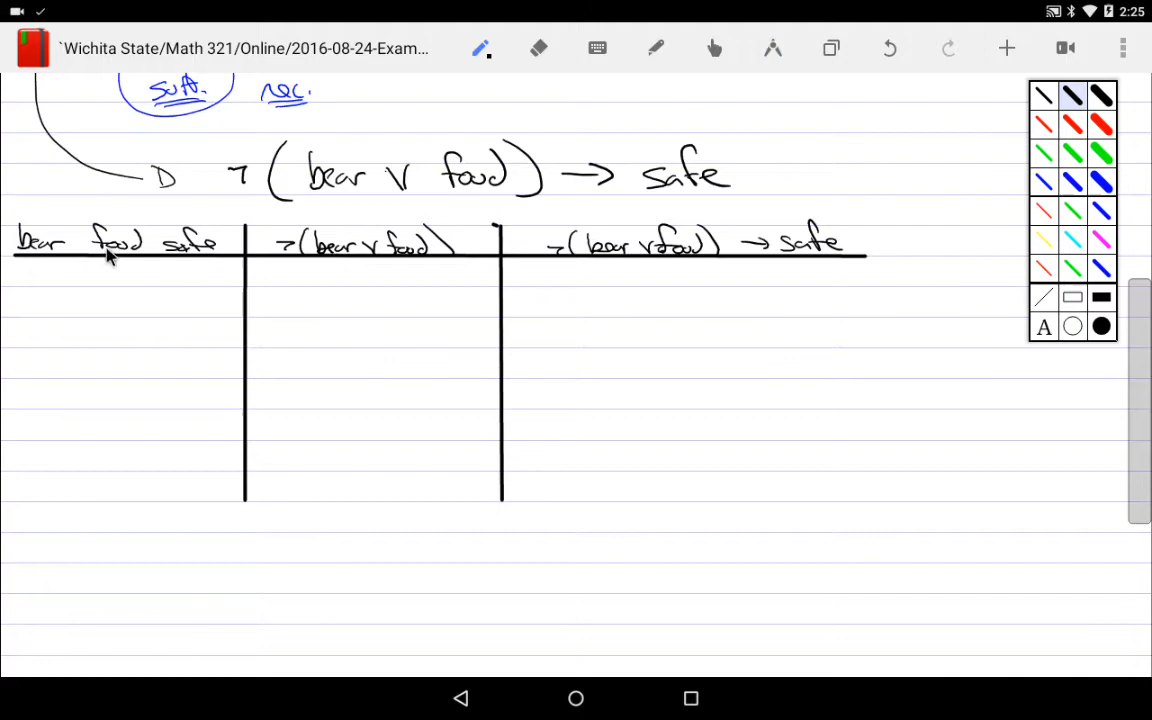 2:25
`Wichita State/Math 321/Online/2016-08-24-Exam...
suff. nec.
D ¬(bear ∨ food) → safe
bear food safe ¬(bear ∨ food) ¬(bear ∨ food) → safe
A